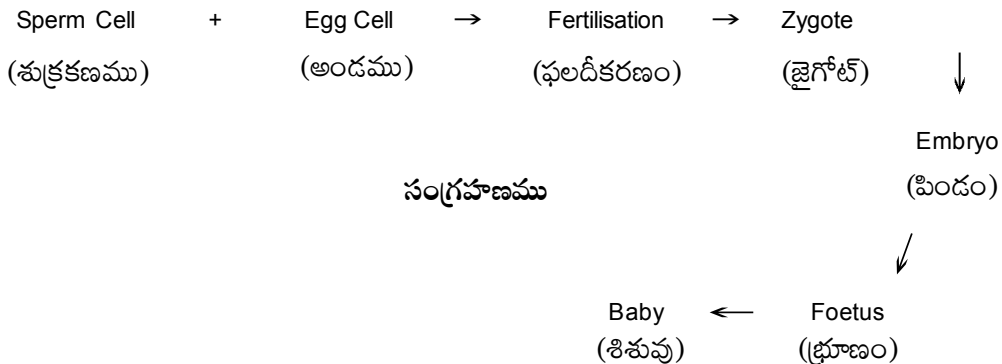 Sperm Cell + Egg Cell → Fertilisation → Zygote
(శుక్రకణము) (అండము) (ఫలదీకరణం) (జైగోట్) ↓
Embryo
సంగ్రహణము (పిండం)
↙
Baby ← Foetus
(శిశువు) (భ్రూణం)